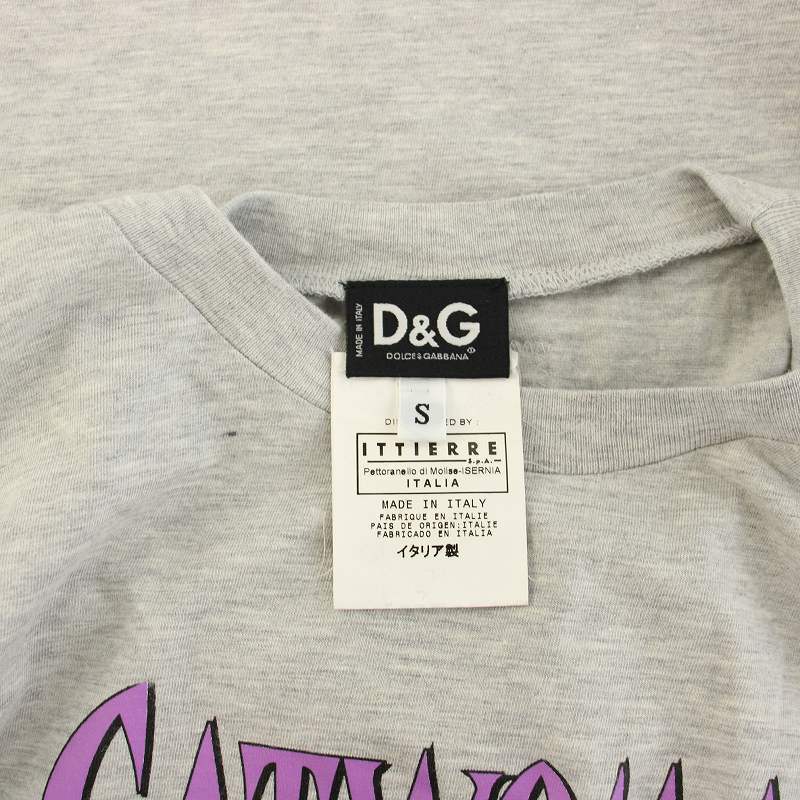 MADE IN ITALY
D&G
DOLCE&GABBANA
S
BY :
ITTIERRE
S.p.A.
Pettoranello di Molise-ISERNIA
ITALIA
MADE IN ITALY
FABRIQUE EN ITALIE
PAIS DE ORIGEN:ITALIE
FABRICADO EN ITALIA
イタリア製